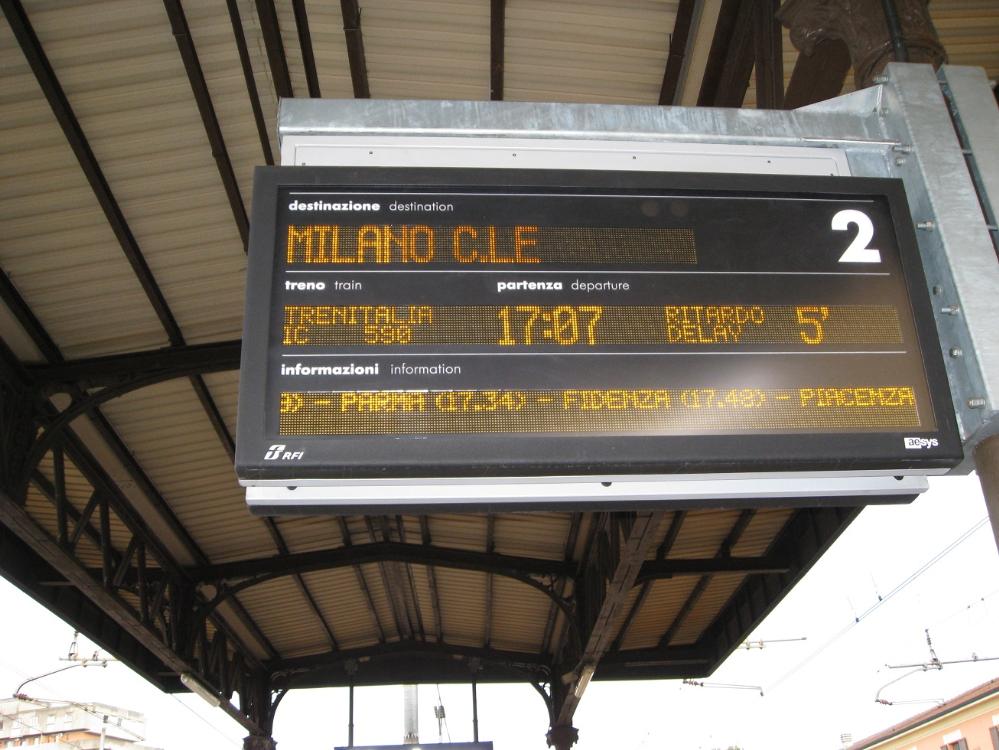 destinazione destination
MILANO C.LE
2
treno train partenza departure
TRENITALIA
IC 590
17:07
RITARDO
DELAY
5'
informazioni information
) - PARMA (17.34) - FIDENZA (17.48) - PIACENZA
RFI
aesys